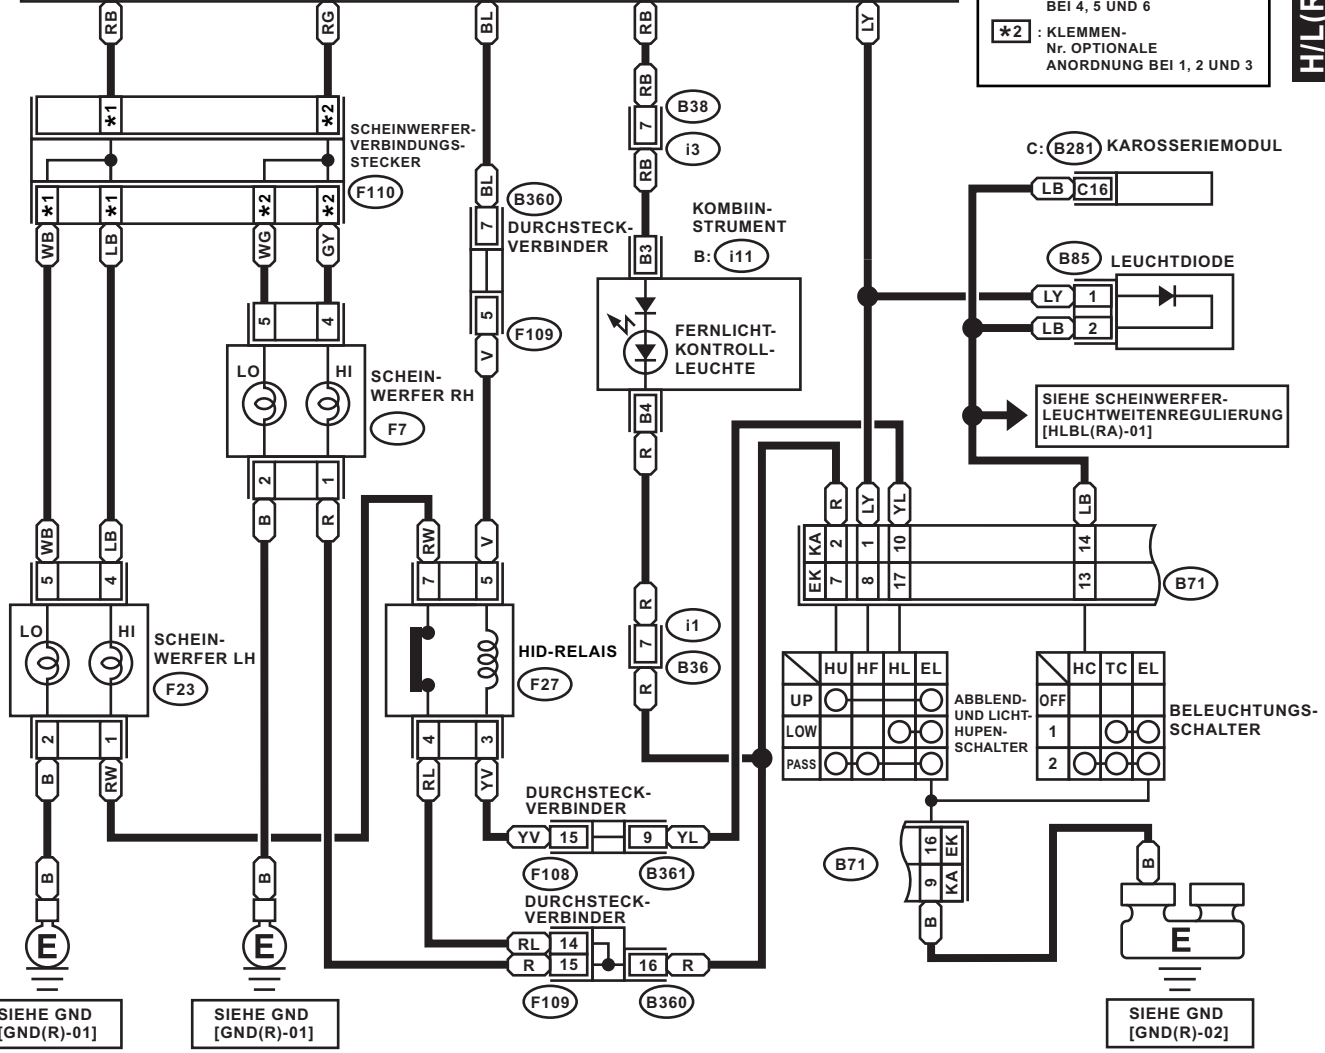 RB
RG
BL
RB
LY
BEI 4, 5 UND 6
*2 : KLEMMEN-
Nr. OPTIONALE
ANORDNUNG BEI 1, 2 UND 3
*1
*2
SCHEINWERFER-
VERBINDUNGS-
STECKER
F110
*1
*1
*2
*2
WB
LB
WG
GY
RB
7
RB
B38
i3
BL
7
B360
DURCHSTECK-
VERBINDER
5
V
F109
KOMBIIN-
STRUMENT
B: i11
B3
FERNLICHT-
KONTROLL-
LEUCHTE
B4
R
C: B281 KAROSSERIEMODUL
LB C16
B85 LEUCHTDIODE
LY 1
LB 2
SIEHE SCHEINWERFER-
LEUCHTWEITENREGULIERUNG
[HLBL(RA)-01]
5
4
LO
HI
SCHEIN-
WERFER RH
F7
2
1
B
R
WB
LB
5
4
LO
HI
SCHEIN-
WERFER LH
F23
2
1
B
RW
RW
V
7
5
HID-RELAIS
F27
4
3
RL
YV
R
7
R
i1
B36
R
LY
YL
LB
KA
2
1
10
14
EK
7
8
17
13
B71
HU HF HL EL
UP
LOW
PASS
ABBLEND-
UND LICHT-
HUPEN-
SCHALTER
HC TC EL
OFF
1
2
BELEUCHTUNGS-
SCHALTER
DURCHSTECK-
VERBINDER
YV 15
9 YL
F108
B361
DURCHSTECK-
VERBINDER
RL 14
R 15
16 R
F109
B360
B71
16 EK
9 KA
B
B
B
B
E
E
E
SIEHE GND
[GND(R)-01]
SIEHE GND
[GND(R)-01]
SIEHE GND
[GND(R)-02]